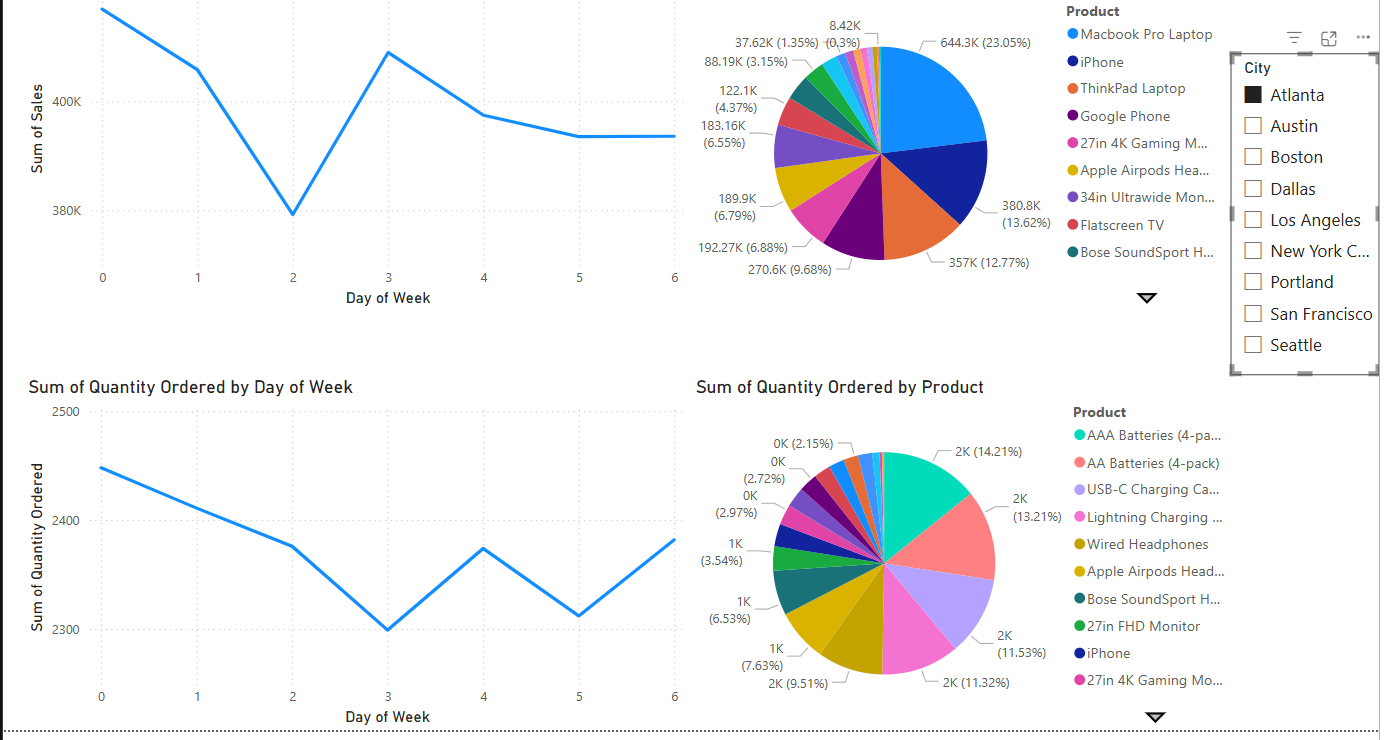 Sum of Sales
400K
380K
0 1 2 3 4 5 6
Day of Week
8.42K
(0.3%)
37.62K (1.35%)
88.19K (3.15%)
122.1K
(4.37%)
183.16K
(6.55%)
189.9K
(6.79%)
192.27K (6.88%)
270.6K (9.68%)
357K (12.77%)
380.8K
(13.62%)
644.3K (23.05%)
Product
Macbook Pro Laptop
iPhone
ThinkPad Laptop
Google Phone
27in 4K Gaming M...
Apple Airpods Hea...
34in Ultrawide Mon...
Flatscreen TV
Bose SoundSport H...
City
Atlanta
Austin
Boston
Dallas
Los Angeles
New York C...
Portland
San Francisco
Seattle
Sum of Quantity Ordered by Day of Week
Sum of Quantity Ordered
2500
2400
2300
0 1 2 3 4 5 6
Day of Week
Sum of Quantity Ordered by Product
0K (2.15%)
0K
(2.72%)
0K
(2.97%)
1K
(3.54%)
1K
(6.53%)
1K
(7.63%)
2K (9.51%)
2K (11.32%)
2K
(11.53%)
2K
(13.21%)
2K (14.21%)
Product
AAA Batteries (4-pa...
AA Batteries (4-pack)
USB-C Charging Ca...
Lightning Charging ...
Wired Headphones
Apple Airpods Head...
Bose SoundSport H...
27in FHD Monitor
iPhone
27in 4K Gaming Mo...